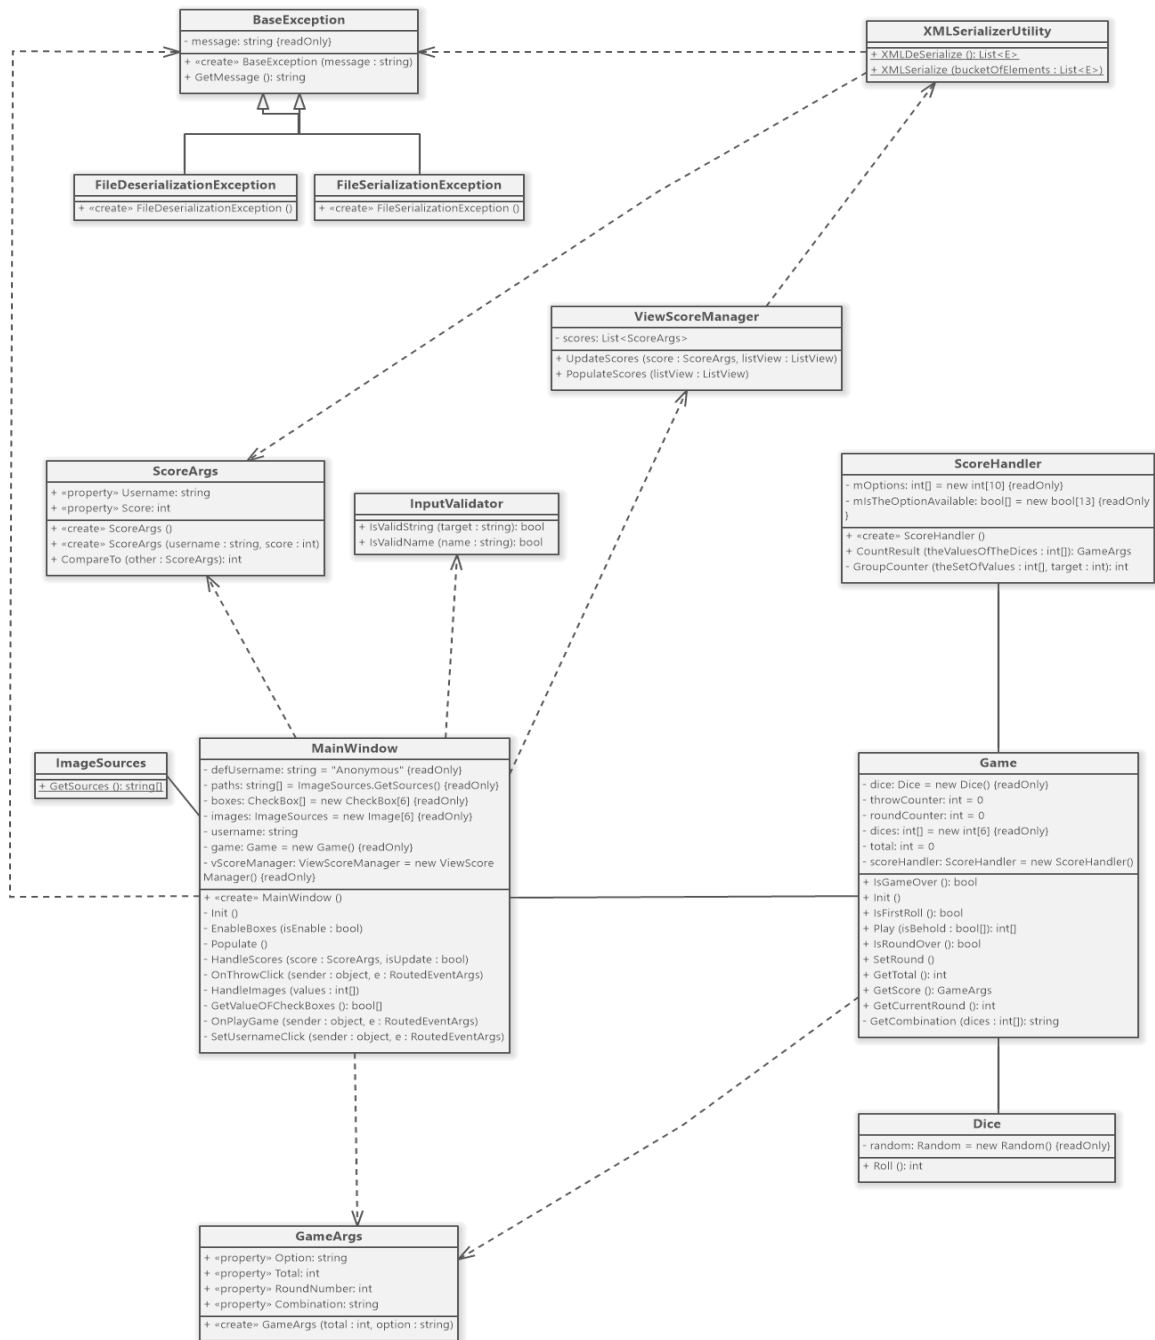 BaseException
- message: string {readOnly}
+ «create» BaseException (message : string)
+ GetMessage (): string
XMLSerializerUtility
+ XMLDeSerialize (): List<E>
+ XMLSerialize (bucketOfElements : List<E>)
FileDeserializationException
+ «create» FileDeserializationException ()
FileSerializationException
+ «create» FileSerializationException ()
ViewScoreManager
- scores: List<ScoreArgs>
+ UpdateScores (score : ScoreArgs, listView : ListView)
+ PopulateScores (listView : ListView)
ScoreArgs
+ «property» Username: string
+ «property» Score: int
+ «create» ScoreArgs ()
+ «create» ScoreArgs (username : string, score : int)
+ CompareTo (other : ScoreArgs): int
InputValidator
+ IsValidString (target : string): bool
+ IsValidName (name : string): bool
ScoreHandler
- mOptions: int[] = new int[10] {readOnly}
- mIsTheOptionAvailable: bool[] = new bool[13] {readOnly
}
+ «create» ScoreHandler ()
+ CountResult (theValuesOfTheDices : int[]): GameArgs
- GroupCounter (theSetOfValues : int[], target : int): int
ImageSources
+ GetSources (): string[]
MainWindow
- defUsername: string = "Anonymous" {readOnly}
- paths: string[] = ImageSources.GetSources() {readOnly}
- boxes: CheckBox[] = new CheckBox[6] {readOnly}
- images: ImageSources = new Image[6] {readOnly}
- username: string
- game: Game = new Game() {readOnly}
- vScoreManager: ViewScoreManager = new ViewScore
Manager() {readOnly}
+ «create» MainWindow ()
- Init ()
- EnableBoxes (isEnable : bool)
- Populate ()
- HandleScores (score : ScoreArgs, isUpdate : bool)
- OnThrowClick (sender : object, e : RoutedEventArgs)
- HandleImages (values : int[])
- GetValueOFCheckBoxes (): bool[]
- OnPlayGame (sender : object, e : RoutedEventArgs)
- SetUsernameClick (sender : object, e : RoutedEventArgs)
Game
- dice: Dice = new Dice() {readOnly}
- throwCounter: int = 0
- roundCounter: int = 0
- dices: int[] = new int[6] {readOnly}
- total: int = 0
- scoreHandler: ScoreHandler = new ScoreHandler()
+ IsGameOver (): bool
+ Init ()
+ IsFirstRoll (): bool
+ Play (isBehold : bool[]): int[]
+ IsRoundOver (): bool
+ SetRound ()
+ GetTotal (): int
+ GetScore (): GameArgs
+ GetCurrentRound (): int
- GetCombination (dices : int[]): string
Dice
- random: Random = new Random() {readOnly}
+ Roll (): int
GameArgs
+ «property» Option: string
+ «property» Total: int
+ «property» RoundNumber: int
+ «property» Combination: string
+ «create» GameArgs (total : int, option : string)